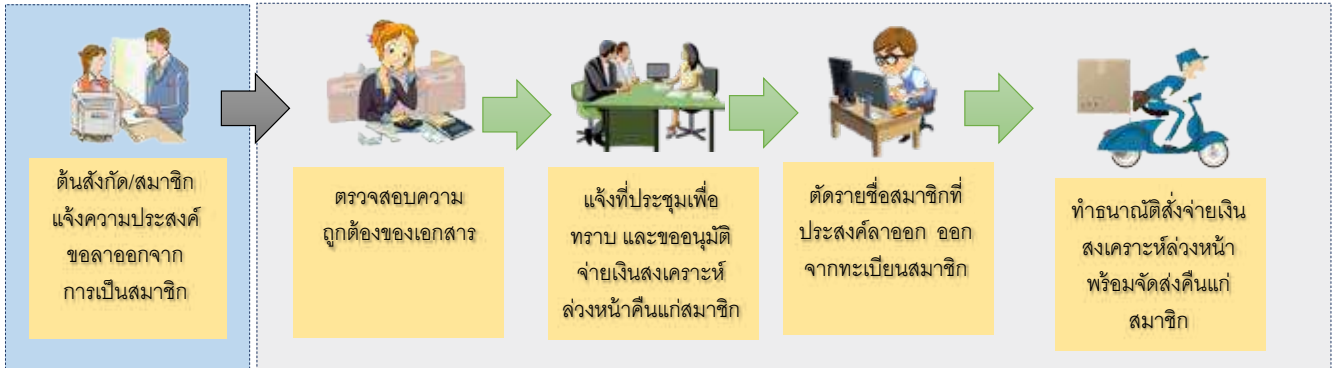 ต้นสังกัด/สมาชิก
แจ้งความประสงค์
ขอลาออกจาก
การเป็นสมาชิก
ตรวจสอบความ
ถูกต้องของเอกสาร
แจ้งที่ประชุมเพื่อ
ทราบ และขออนุมัติ
จ่ายเงินสงเคราะห์
ล่วงหน้าคืนแก่สมาชิก
ตัดรายชื่อสมาชิกที่
ประสงค์ลาออก ออก
จากทะเบียนสมาชิก
ทำธนาณัติสั่งจ่ายเงิน
สงเคราะห์ล่วงหน้า
พร้อมจัดส่งคืนแก่
สมาชิก